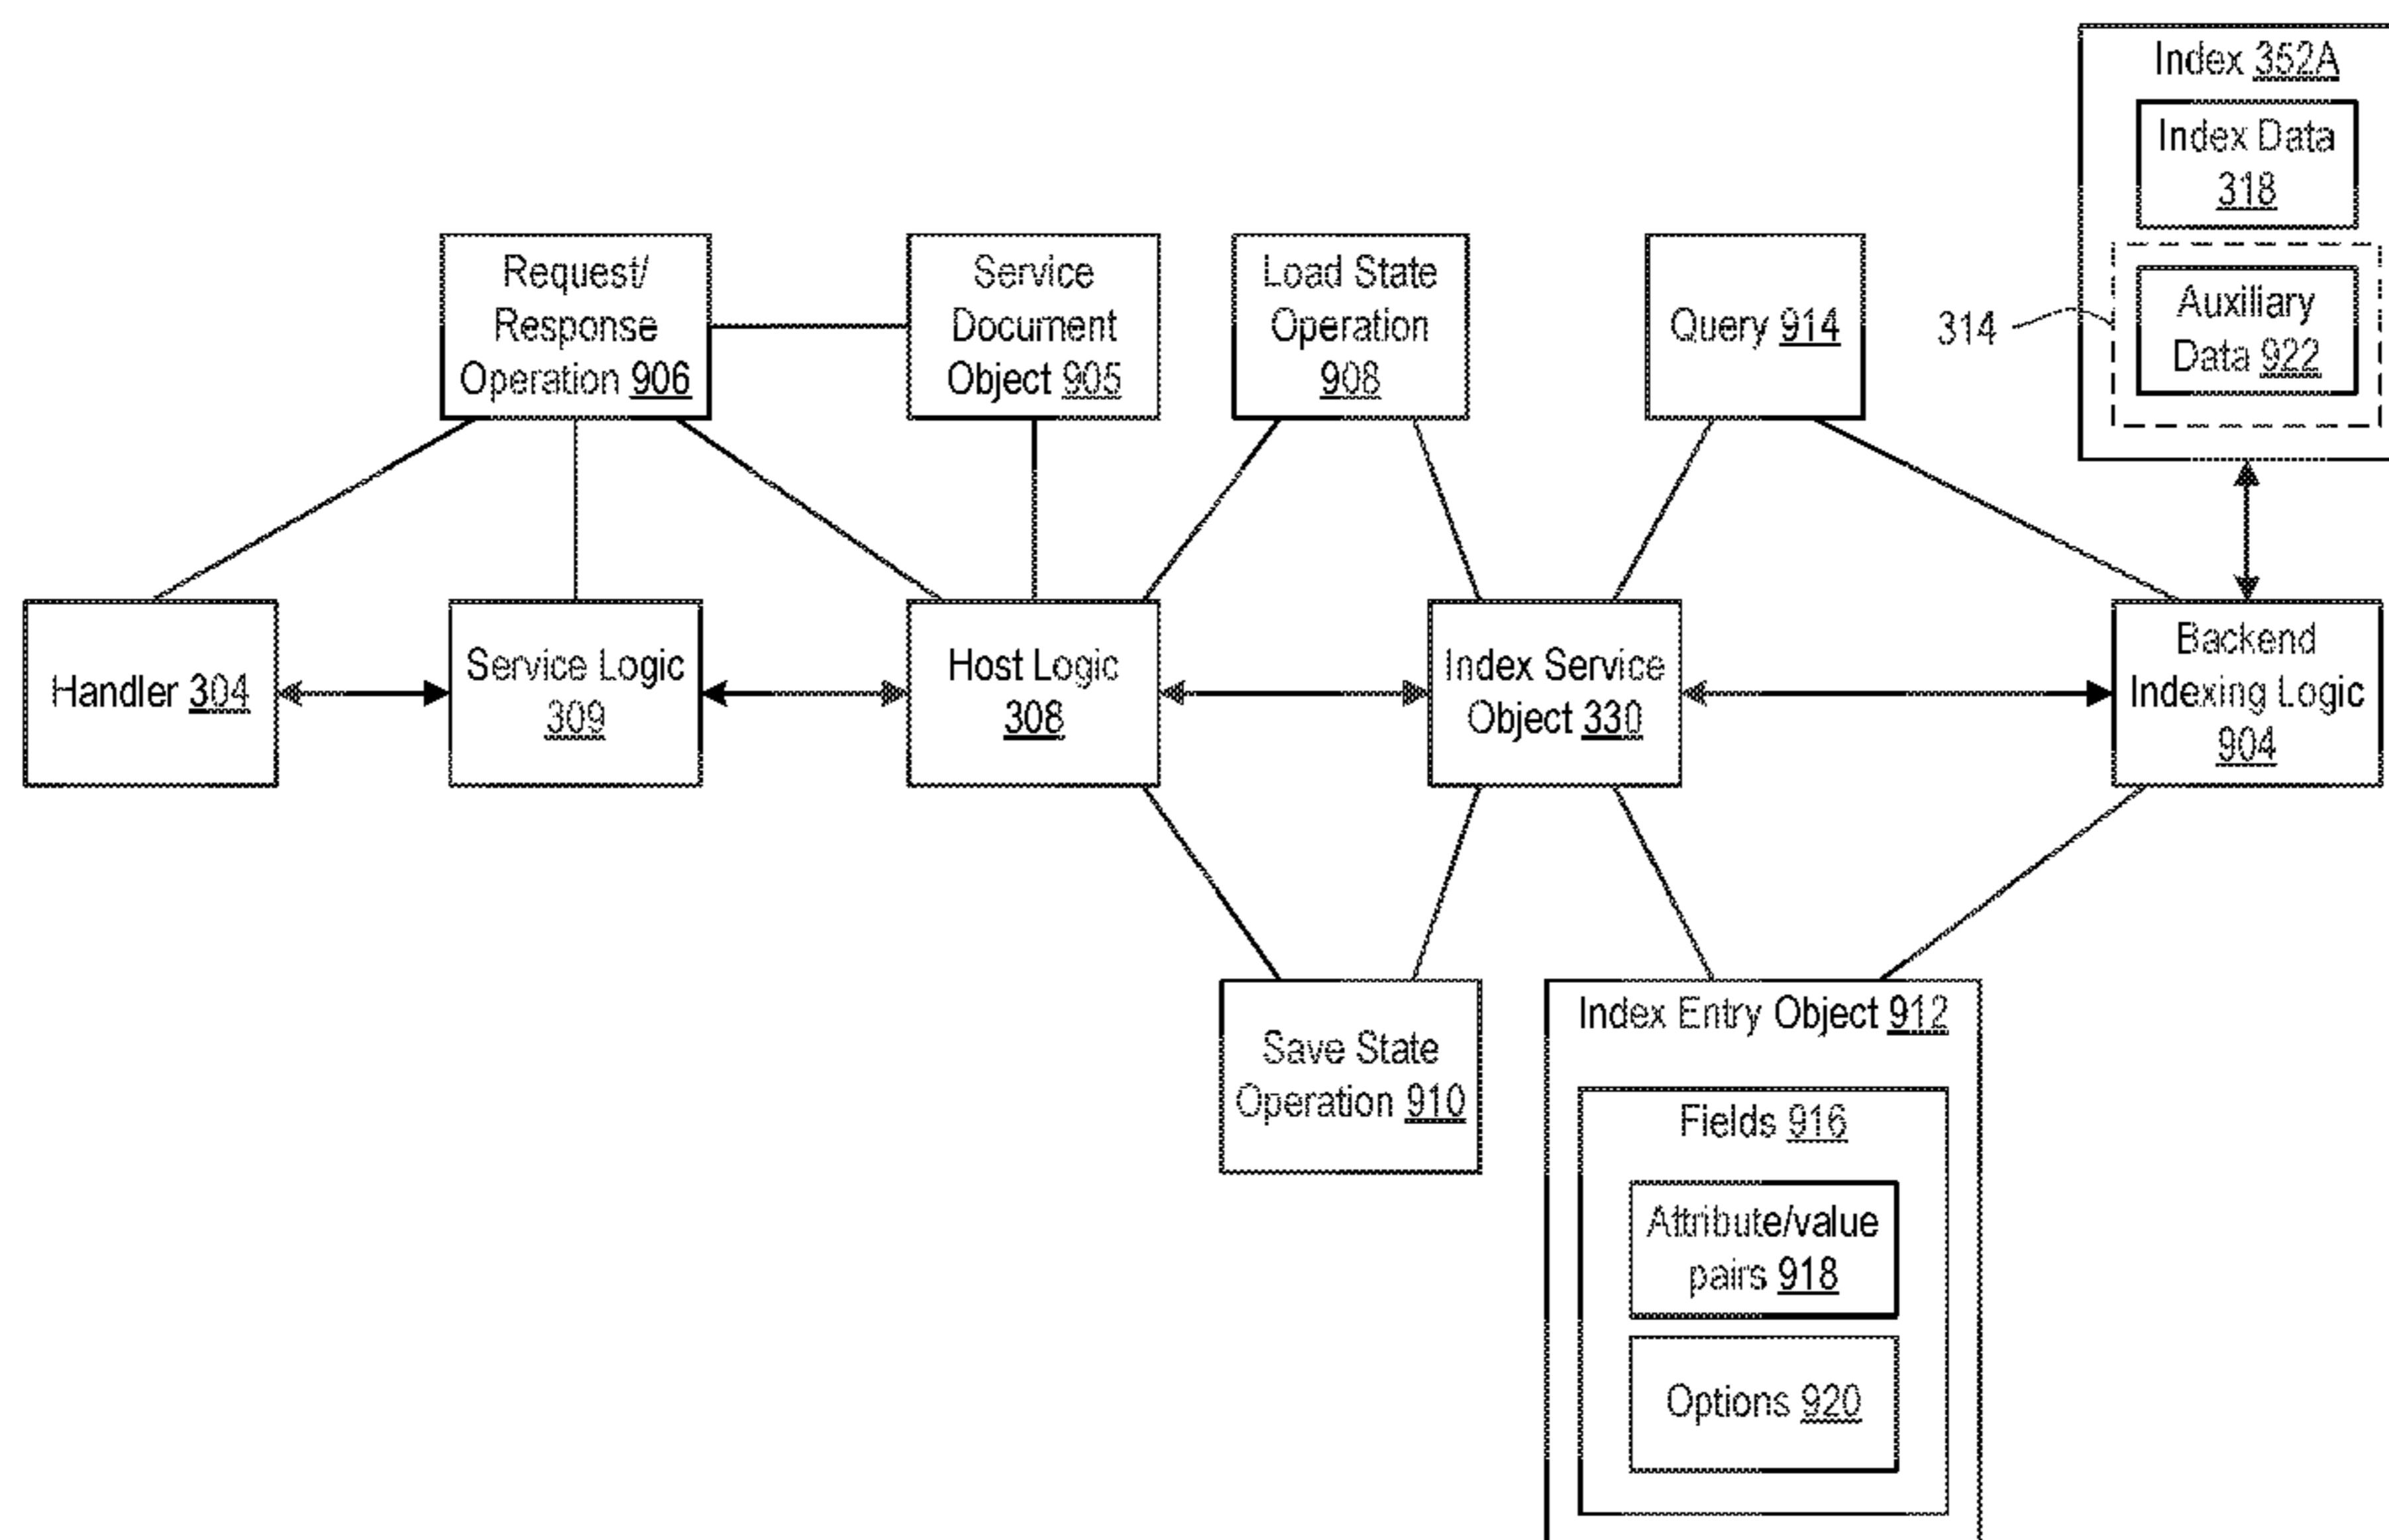 Index 352A
Index Data
318
Auxiliary
Data 922
314
Request/
Response
Operation 906
Service
Document
Object 905
Load State
Operation
908
Query 914
Handler 304
Service Logic
309
Host Logic
308
Index Service
Object 330
Backend
Indexing Logic
904
Save State
Operation 910
Index Entry Object 912
Fields 916
Attribute/value
pairs 918
Options 920